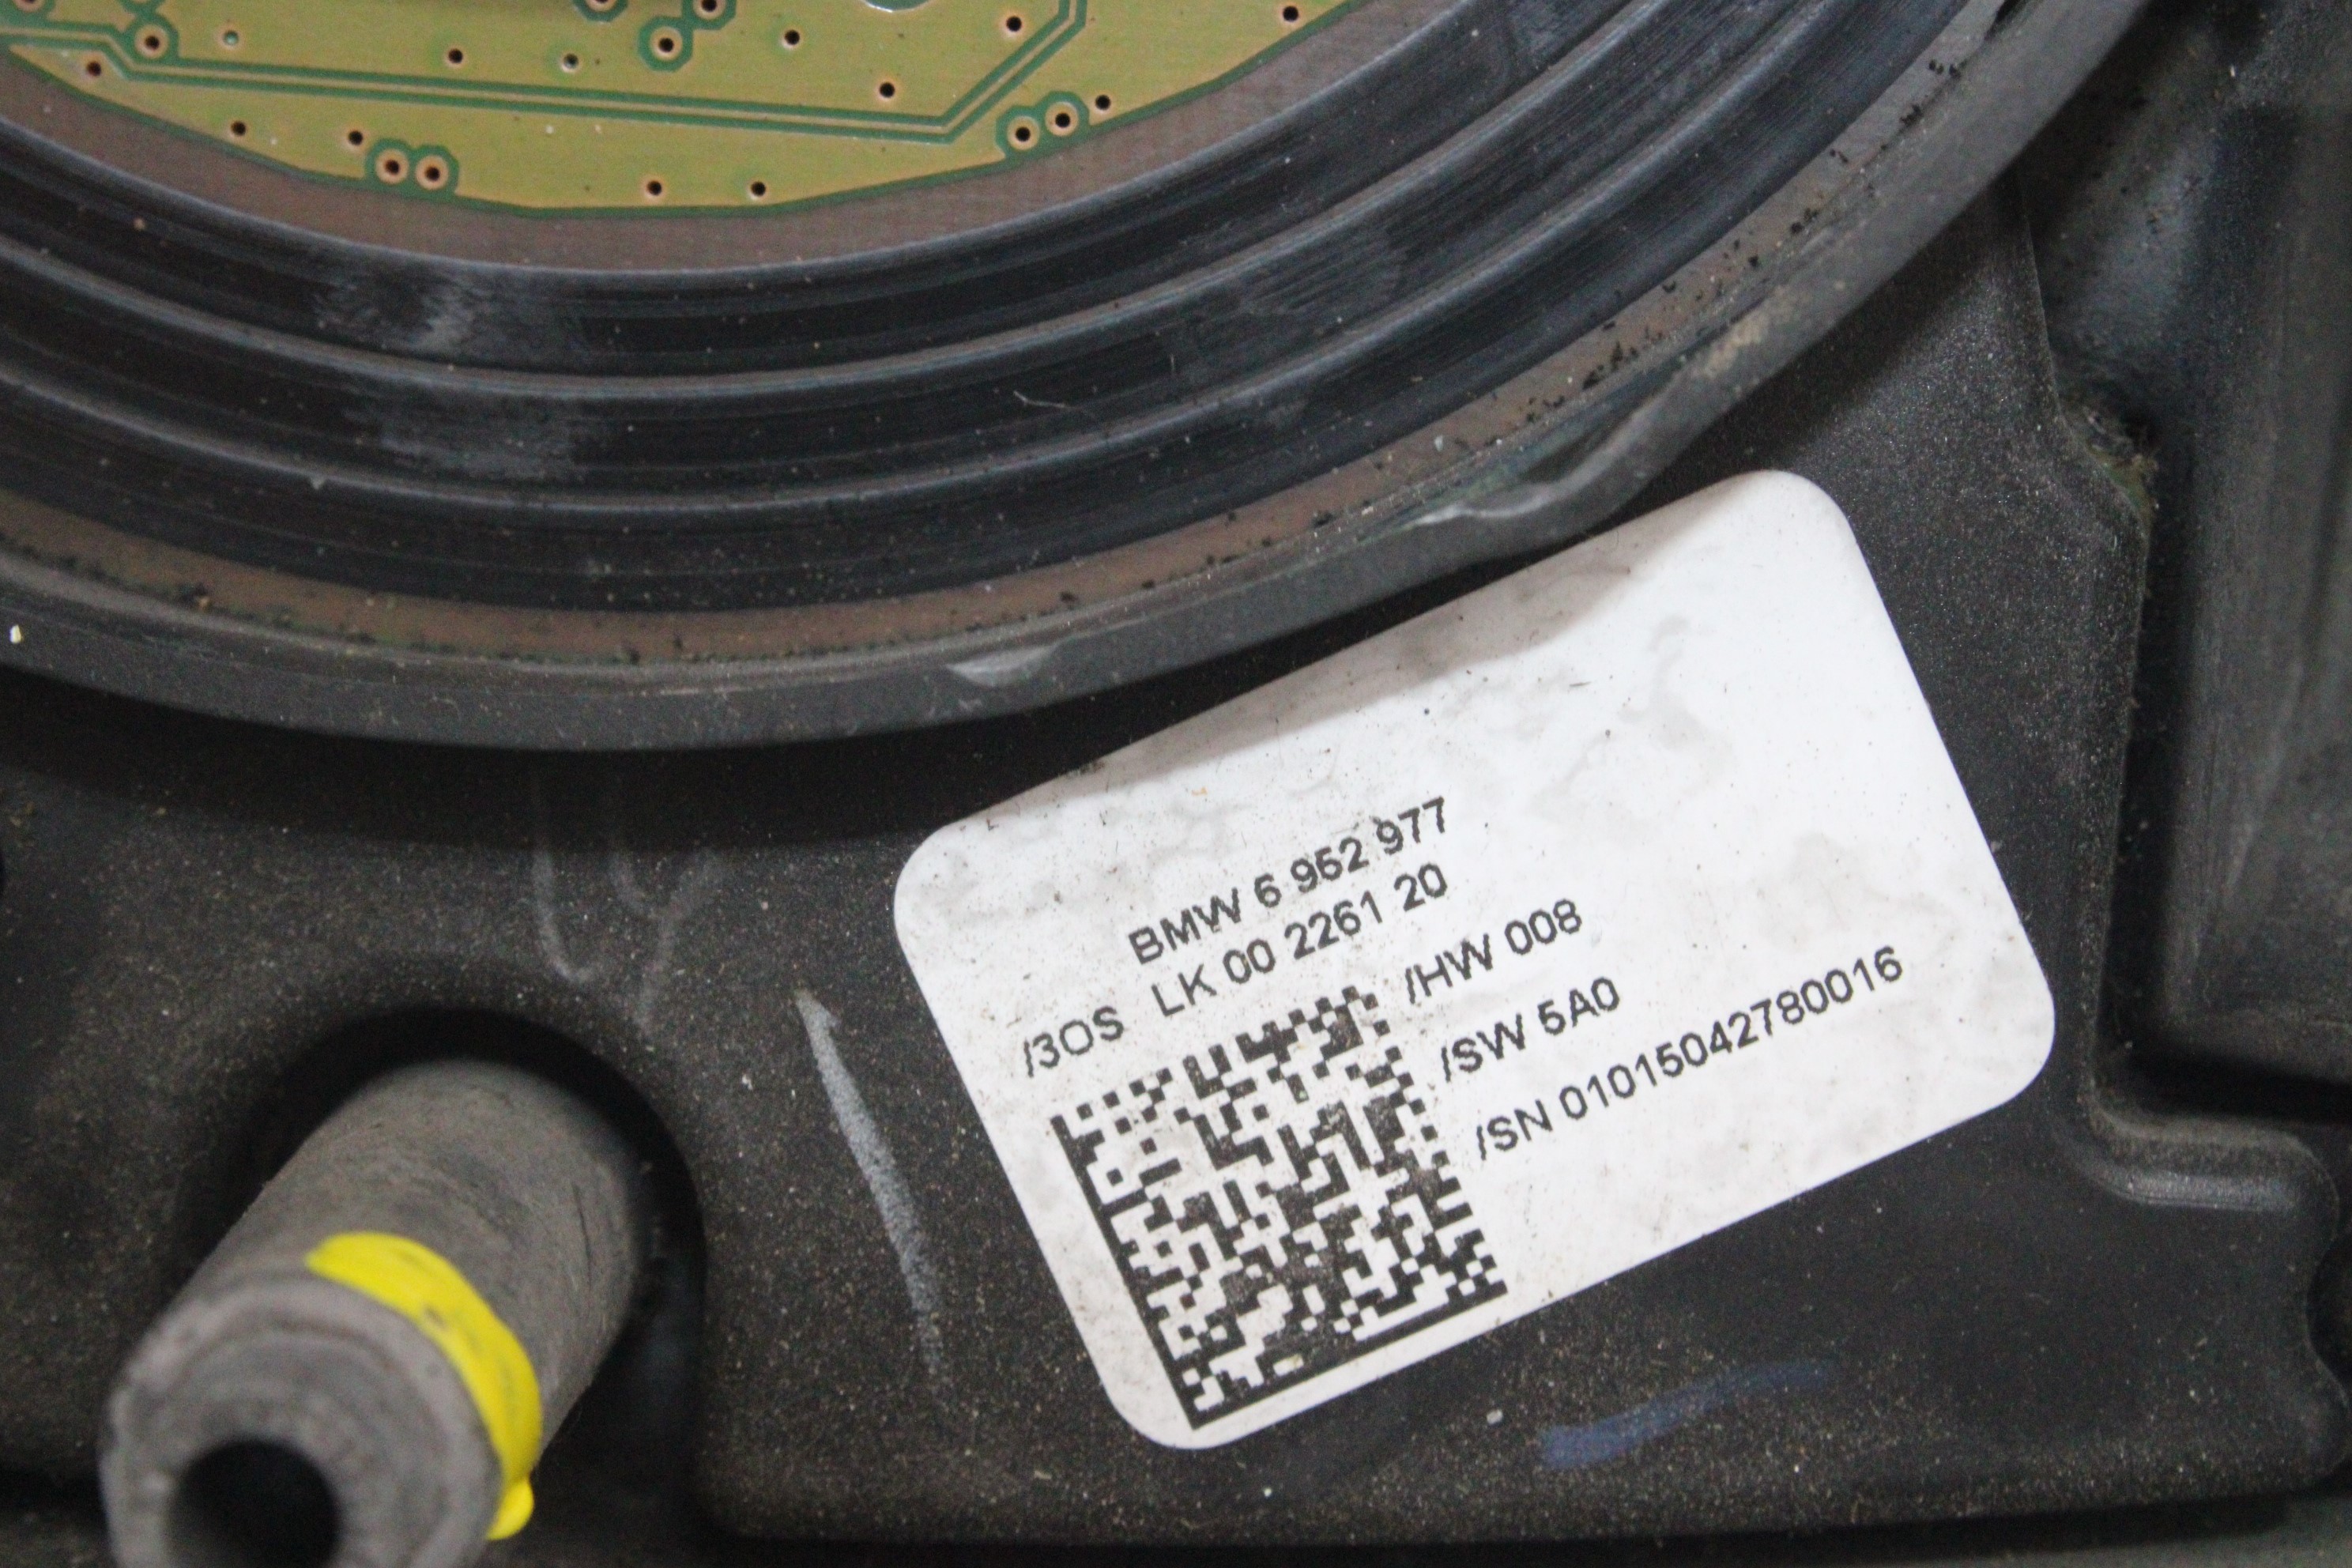 BMW 6 952 977
/3OS LK 00 2261 20
/HW 008
/SW 5A0
/SN 01015042780016